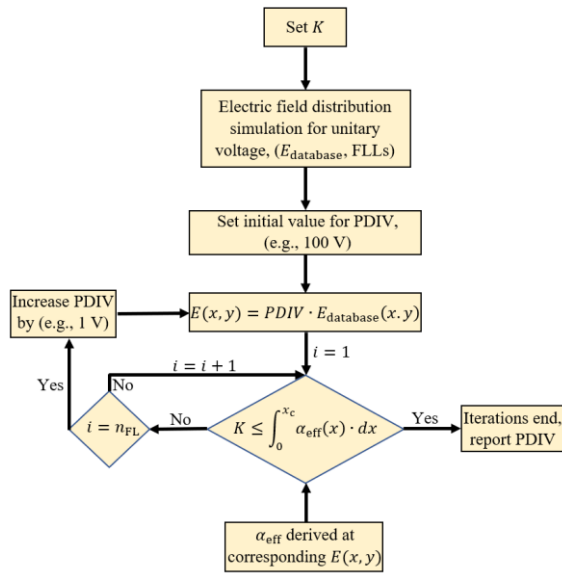 Set K
Electric field distribution
simulation for unitary
voltage, (E_database, FLLs)
Set initial value for PDIV,
(e.g., 100 V)
Increase PDIV
by (e.g., 1 V)
E(x, y) = PDIV · E_database(x. y)
i = 1
i = i + 1
Yes
No
i = n_FL
No
K ≤ ∫_0^{x_c} α_eff(x) · dx
Yes
Iterations end,
report PDIV
α_eff derived at
corresponding E(x, y)